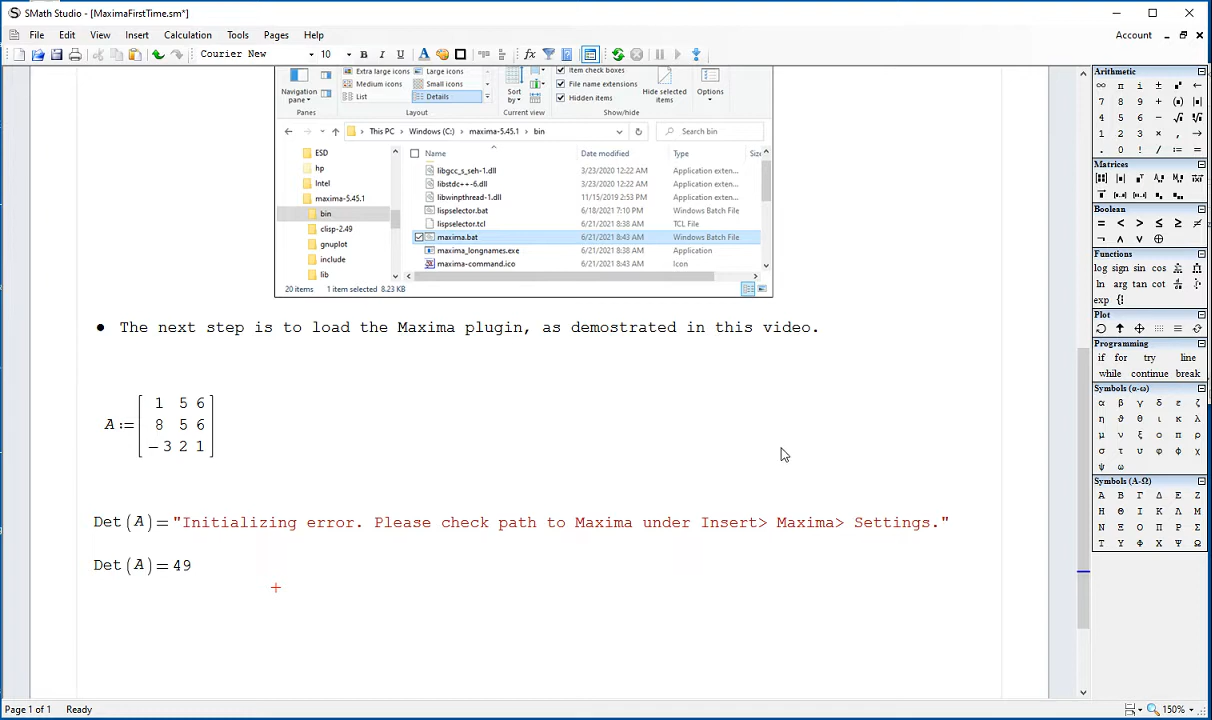 SMath Studio - [MaximaFirstTime.sm*]
File Edit View Insert Calculation Tools Pages Help Account
Courier New 10 B I U A fx
Extra large icons Large icons
Medium icons Small icons
List Details
Navigation pane
Panes
Layout
Sort by
Current view
Item check boxes
File name extensions
Hidden items
Hide selected items
Show/hide
Options
This PC > Windows (C:) > maxima-5.45.1 > bin
Search bin
ESD
hp
Intel
maxima-5.45.1
bin
clisp-2.49
gnuplot
include
lib
Name Date modified Type Siz
libgcc_s_seh-1.dll 3/23/2020 12:22 AM Application exten...
libstdc++-6.dll 3/23/2020 12:22 AM Application exten...
libwinpthread-1.dll 11/15/2019 2:53 PM Application exten...
lispselector.bat 6/18/2021 7:10 PM Windows Batch File
lispselector.tcl 6/21/2021 8:38 AM TCL File
maxima.bat 6/21/2021 8:43 AM Windows Batch File
maxima_longnames.exe 6/21/2021 8:38 AM Application
maxima-command.ico 6/21/2021 8:43 AM Icon
20 items 1 item selected 8.23 KB
● The next step is to load the Maxima plugin, as demostrated in this video.
1 5 6
A := 8 5 6
-3 2 1
Det(A)="Initializing error. Please check path to Maxima under Insert> Maxima> Settings."
Det(A)=49
Arithmetic
∞ π i ±
7 8 9 +
4 5 6 −
1 2 3 × ,
. 0 ! / := =
Matrices
Boolean
= < > ≤ ≥ ≠
¬ ∧ ∨ ⊕
Functions
log sign sin cos
ln arg tan cot
exp
Plot
Programming
if for try line
while continue break
Symbols (α-ω)
α β γ δ ε ζ
η ϑ θ ι κ λ
μ ν ξ ο π ρ
σ τ υ φ ϕ χ
ψ ω
Symbols (Α-Ω)
Α Β Γ Δ Ε Ζ
Η Θ Ι Κ Λ Μ
Ν Ξ Ο Π Ρ Σ
Τ Υ Φ Χ Ψ Ω
Page 1 of 1 Ready 150%